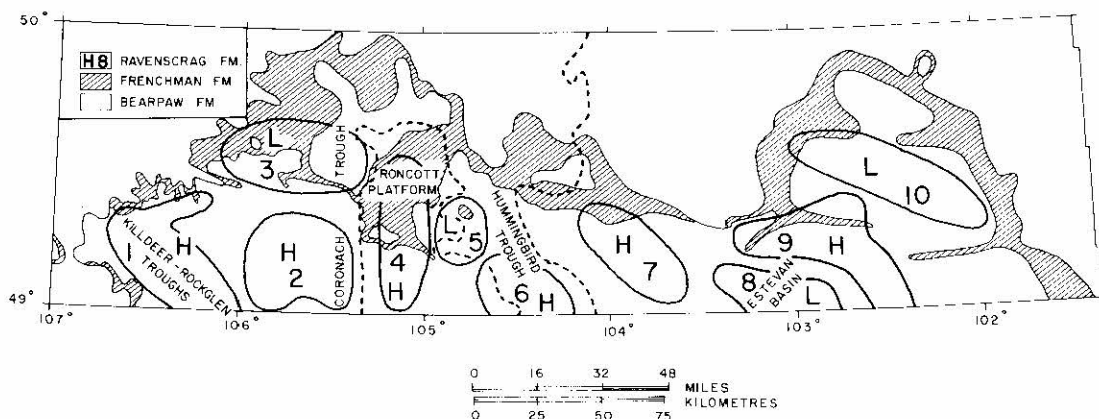 50°
H8 RAVENSCRAG FM.
FRENCHMAN FM
BEARPAW FM
L
3
TROUGH
RONCOTT
PLATFORM
L
10
1
H
KILLDEER-ROCKGLEN
TROUGHS
H
2
CORONACH
4
H
L
5
HUMMINGBIRD
TROUGH
6
H
H
7
9
H
8
ESTEVAN
BASIN
L
49°
107°
106°
105°
104°
103°
102°
0 16 32 48
MILES
KILOMETRES
0 25 50 75